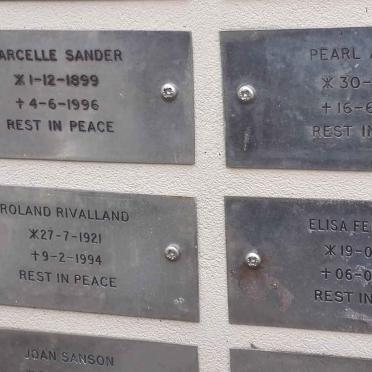 ARCELLE SANDER
⚹1-12-1899
✝4-6-1996
REST IN PEACE
PEARL
⚹30-
✝16-6
REST IN
ROLAND RIVALLAND
⚹27-7-1921
✝9-2-1994
REST IN PEACE
ELISA FE
⚹19-0
✝06-0
REST IN
JOAN SANSON